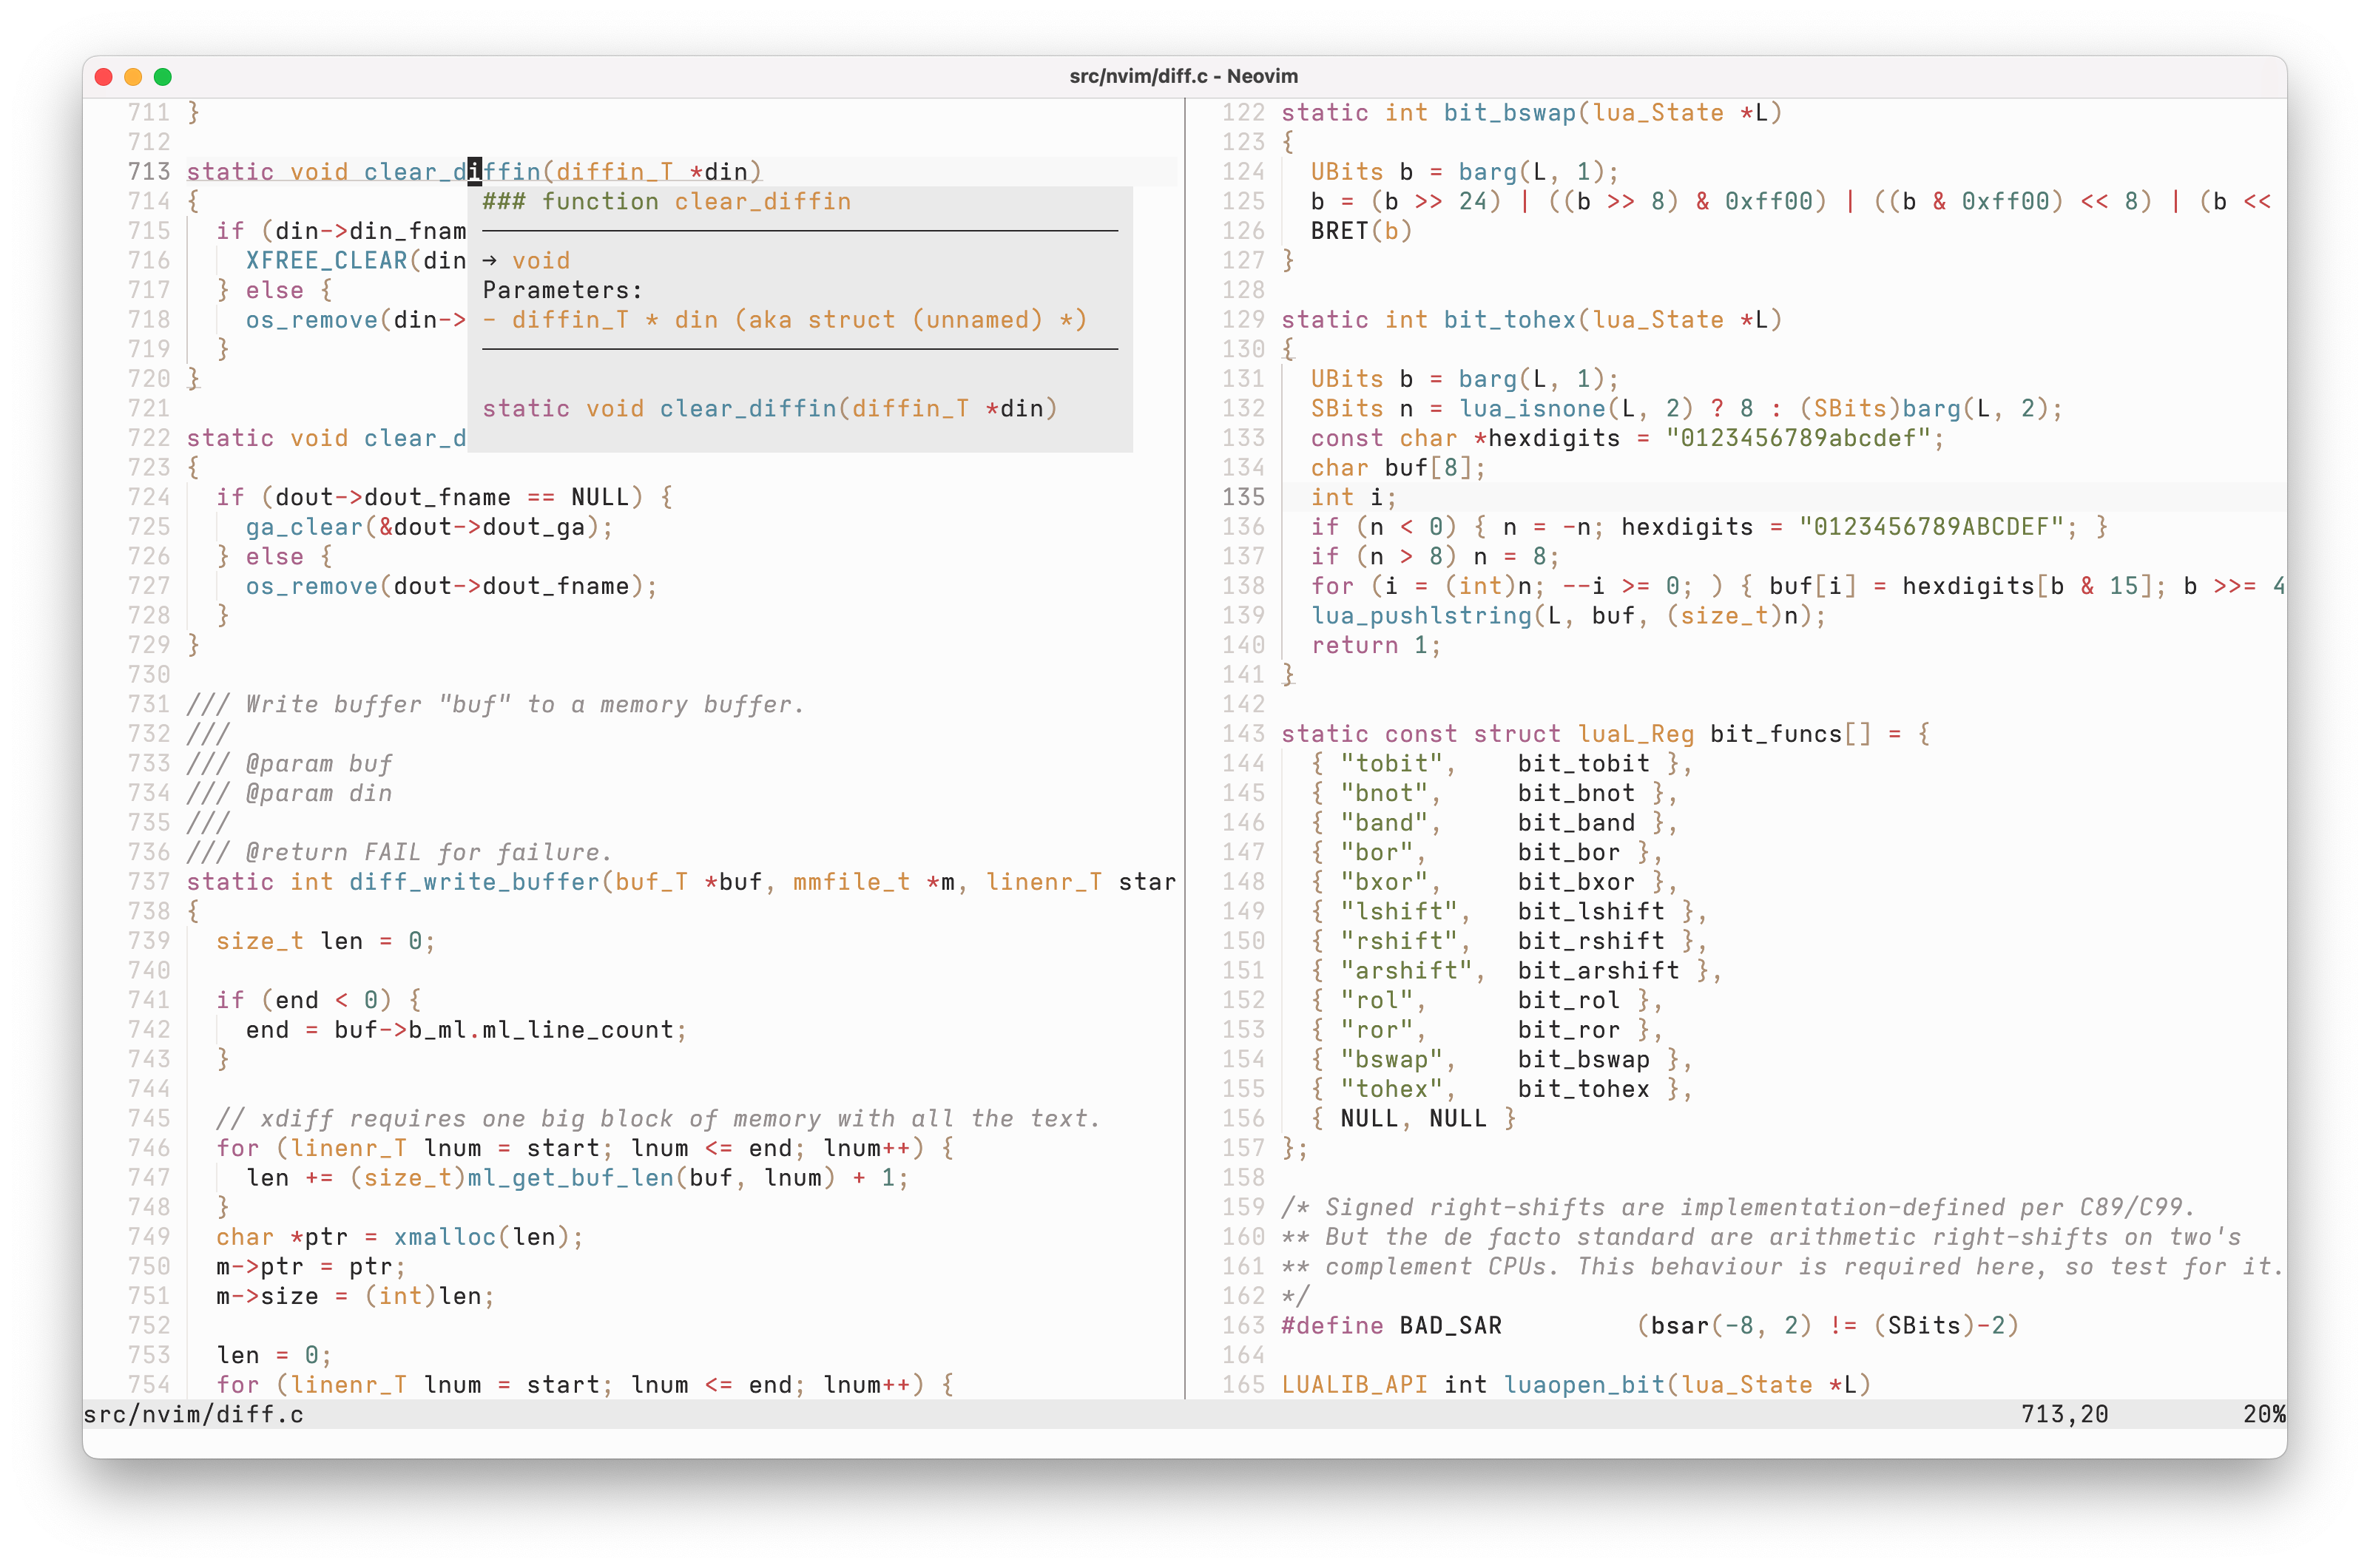 src/nvim/diff.c - Neovim
711 }
712
713 static void clear_diffin(diffin_T *din)
714 {
715   if (din->din_fnam
716     XFREE_CLEAR(din
717   } else {
718     os_remove(din->
719   }
720 }
721
722 static void clear_d
### function clear_diffin
→ void
Parameters:
- diffin_T * din (aka struct (unnamed) *)
static void clear_diffin(diffin_T *din)
723 {
724   if (dout->dout_fname == NULL) {
725     ga_clear(&dout->dout_ga);
726   } else {
727     os_remove(dout->dout_fname);
728   }
729 }
730
731 /// Write buffer "buf" to a memory buffer.
732 ///
733 /// @param buf
734 /// @param din
735 ///
736 /// @return FAIL for failure.
737 static int diff_write_buffer(buf_T *buf, mmfile_t *m, linenr_T star
738 {
739   size_t len = 0;
740
741   if (end < 0) {
742     end = buf->b_ml.ml_line_count;
743   }
744
745   // xdiff requires one big block of memory with all the text.
746   for (linenr_T lnum = start; lnum <= end; lnum++) {
747     len += (size_t)ml_get_buf_len(buf, lnum) + 1;
748   }
749   char *ptr = xmalloc(len);
750   m->ptr = ptr;
751   m->size = (int)len;
752
753   len = 0;
754   for (linenr_T lnum = start; lnum <= end; lnum++) {
122 static int bit_bswap(lua_State *L)
123 {
124   UBits b = barg(L, 1);
125   b = (b >> 24) | ((b >> 8) & 0xff00) | ((b & 0xff00) << 8) | (b <<
126   BRET(b)
127 }
128
129 static int bit_tohex(lua_State *L)
130 {
131   UBits b = barg(L, 1);
132   SBits n = lua_isnone(L, 2) ? 8 : (SBits)barg(L, 2);
133   const char *hexdigits = "0123456789abcdef";
134   char buf[8];
135   int i;
136   if (n < 0) { n = -n; hexdigits = "0123456789ABCDEF"; }
137   if (n > 8) n = 8;
138   for (i = (int)n; --i >= 0; ) { buf[i] = hexdigits[b & 15]; b >>= 4
139   lua_pushlstring(L, buf, (size_t)n);
140   return 1;
141 }
142
143 static const struct luaL_Reg bit_funcs[] = {
144   { "tobit",    bit_tobit },
145   { "bnot",     bit_bnot },
146   { "band",     bit_band },
147   { "bor",      bit_bor },
148   { "bxor",     bit_bxor },
149   { "lshift",   bit_lshift },
150   { "rshift",   bit_rshift },
151   { "arshift",  bit_arshift },
152   { "rol",      bit_rol },
153   { "ror",      bit_ror },
154   { "bswap",    bit_bswap },
155   { "tohex",    bit_tohex },
156   { NULL, NULL }
157 };
158
159 /* Signed right-shifts are implementation-defined per C89/C99.
160 ** But the de facto standard are arithmetic right-shifts on two's
161 ** complement CPUs. This behaviour is required here, so test for it.
162 */
163 #define BAD_SAR         (bsar(-8, 2) != (SBits)-2)
164
165 LUALIB_API int luaopen_bit(lua_State *L)
src/nvim/diff.c 713,20 20%